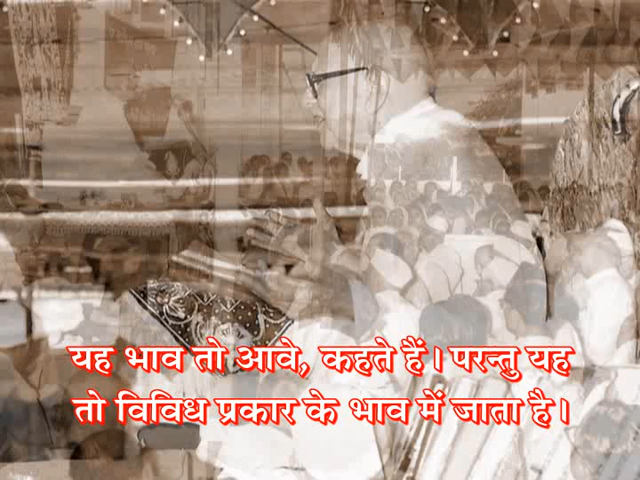 यह भाव तो आवे, कहते हैं। परन्तु यह
तो विविध प्रकार के भाव में जाता है।